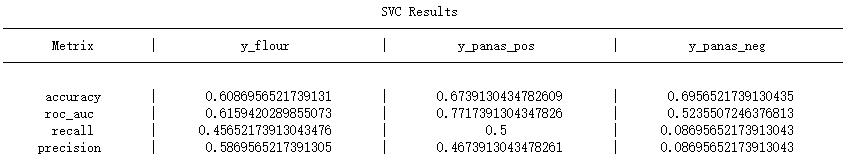 SVC Results
Metrix | y_flour | y_panas_pos | y_panas_neg
accuracy | 0.6086956521739131 | 0.6739130434782609 | 0.6956521739130435
roc_auc | 0.6159420289855073 | 0.7717391304347826 | 0.5235507246376813
recall | 0.45652173913043476 | 0.5 | 0.08695652173913043
precision | 0.5869565217391305 | 0.4673913043478261 | 0.08695652173913043